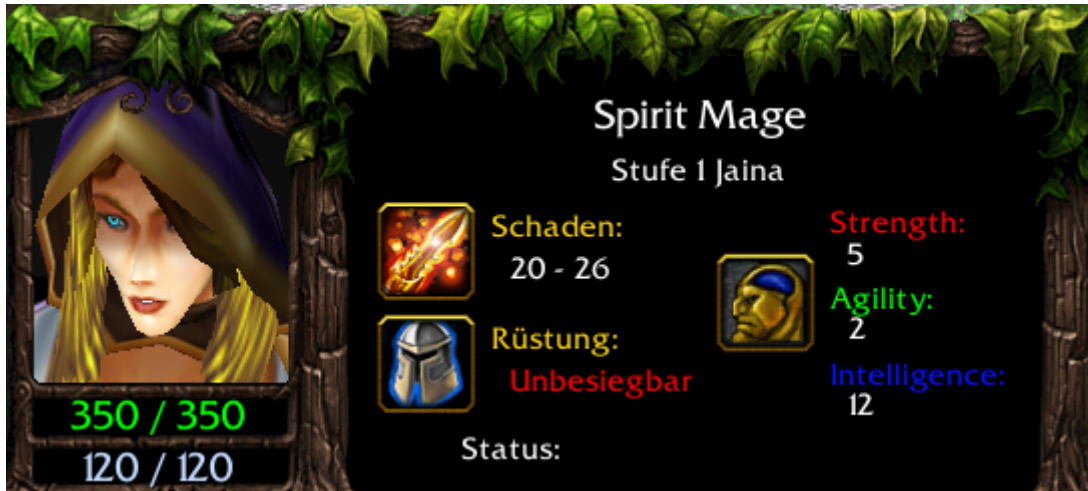 Spirit Mage
Stufe 1 Jaina
Schaden:
20 - 26
Rüstung:
Unbesiegbar
Strength:
5
Agility:
2
Intelligence:
12
Status:
350 / 350
120 / 120